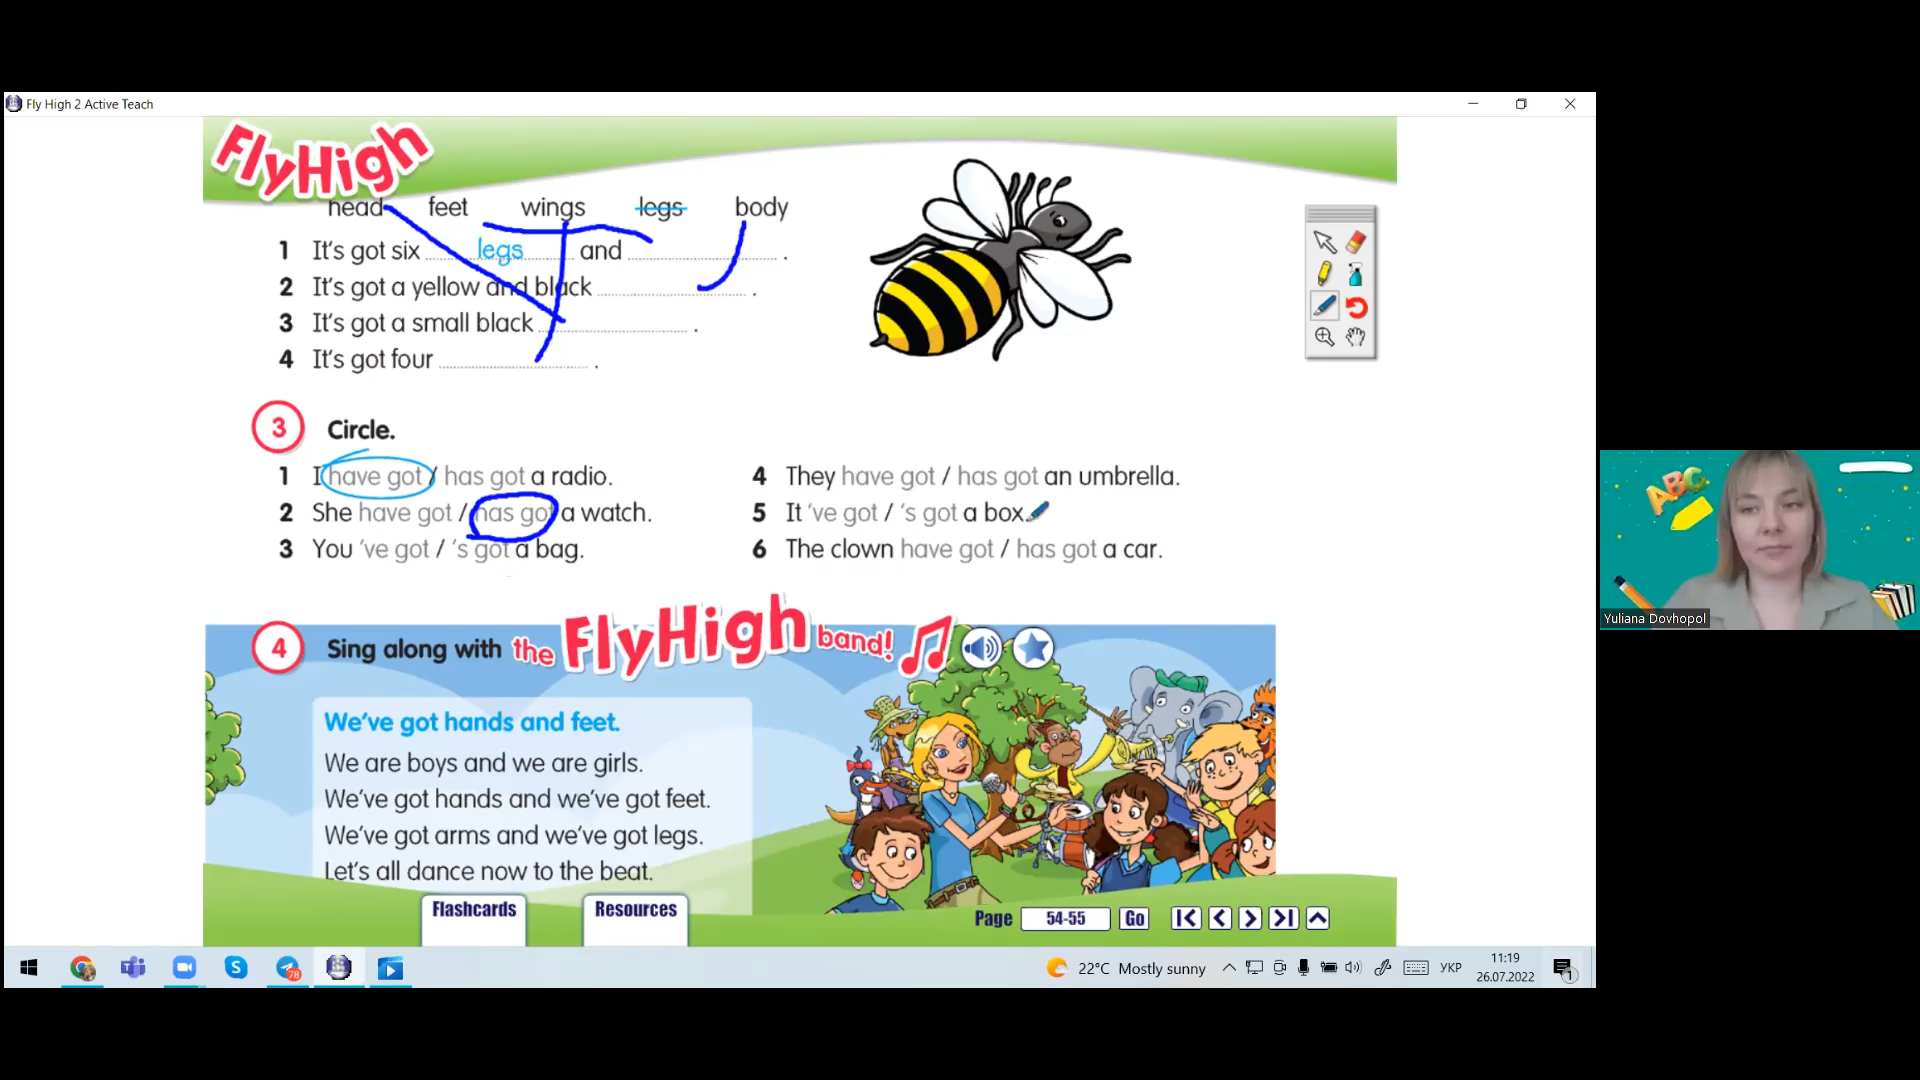 Fly High 2 Active Teach
FlyHigh
head feet wings legs body
1 It's got six legs and .
2 It's got a yellow and black .
3 It's got a small black .
4 It's got four .
3 Circle.
1 I have got / has got a radio.
2 She have got / has got a watch.
3 You 've got / 's got a bag.
4 They have got / has got an umbrella.
5 It 've got / 's got a box.
6 The clown have got / has got a car.
4 Sing along with the FlyHigh band!
We've got hands and feet.
We are boys and we are girls.
We've got hands and we've got feet.
We've got arms and we've got legs.
Let's all dance now to the beat.
Flashcards Resources
Page 54-55 Go
78
22°C Mostly sunny
УКР
11:19
26.07.2022
1
ABC
Yuliana Dovhopol